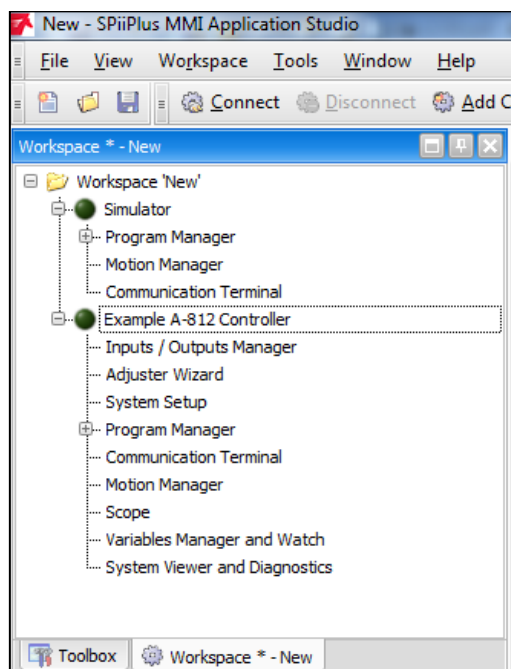 New - SPiiPlus MMI Application Studio
File View Workspace Tools Window Help
Connect Disconnect Add C
Workspace * - New
Workspace 'New'
Simulator
Program Manager
Motion Manager
Communication Terminal
Example A-812 Controller
Inputs / Outputs Manager
Adjuster Wizard
System Setup
Program Manager
Communication Terminal
Motion Manager
Scope
Variables Manager and Watch
System Viewer and Diagnostics
Toolbox Workspace * - New